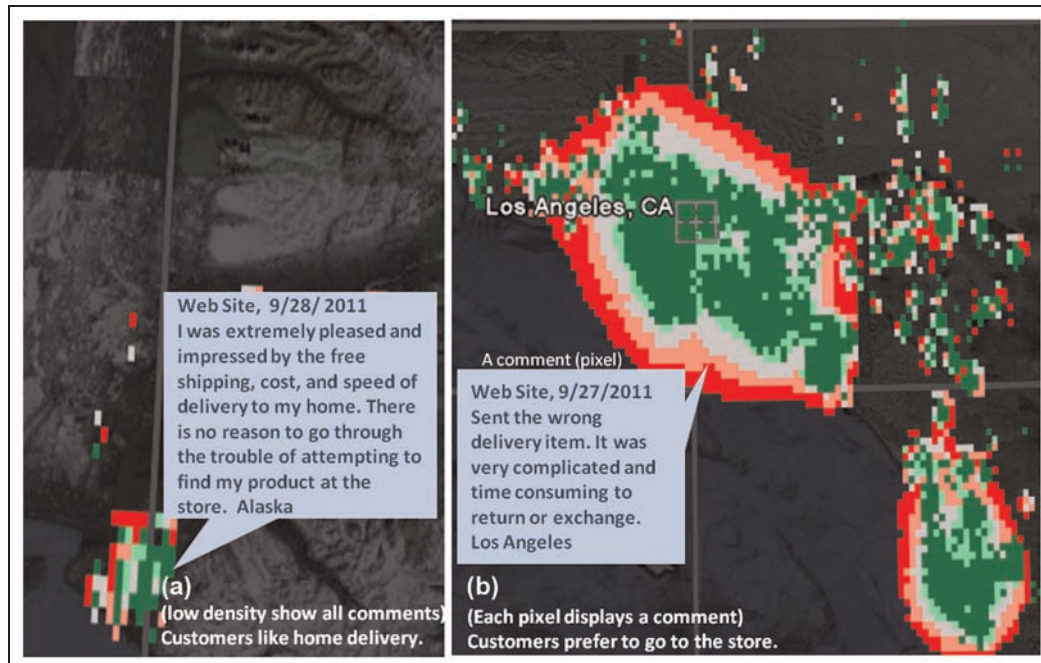 Web Site, 9/28/ 2011
I was extremely pleased and
impressed by the free
shipping, cost, and speed of
delivery to my home. There
is no reason to go through
the trouble of attempting to
find my product at the
store.  Alaska
(a)
(low density show all comments)
Customers like home delivery.
Los Angeles, CA
A comment (pixel)
Web Site, 9/27/2011
Sent the wrong
delivery item. It was
very complicated and
time consuming to
return or exchange.
Los Angeles
(b)
(Each pixel displays a comment)
Customers prefer to go to the store.